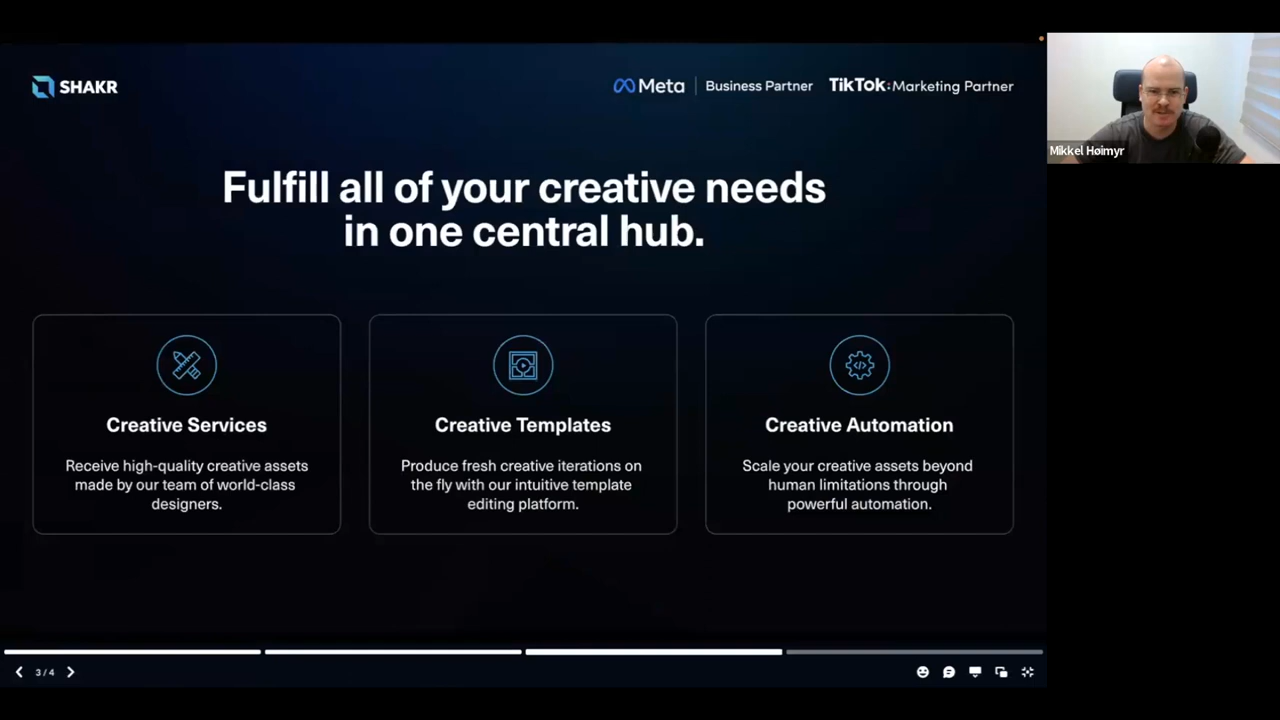 SHAKR
Meta | Business Partner
TikTok: Marketing Partner
Mikkel Høimyr
Fulfill all of your creative needs
in one central hub.
Creative Services
Receive high-quality creative assets
made by our team of world-class
designers.
Creative Templates
Produce fresh creative iterations on
the fly with our intuitive template
editing platform.
</>
Creative Automation
Scale your creative assets beyond
human limitations through
powerful automation.
3 / 4